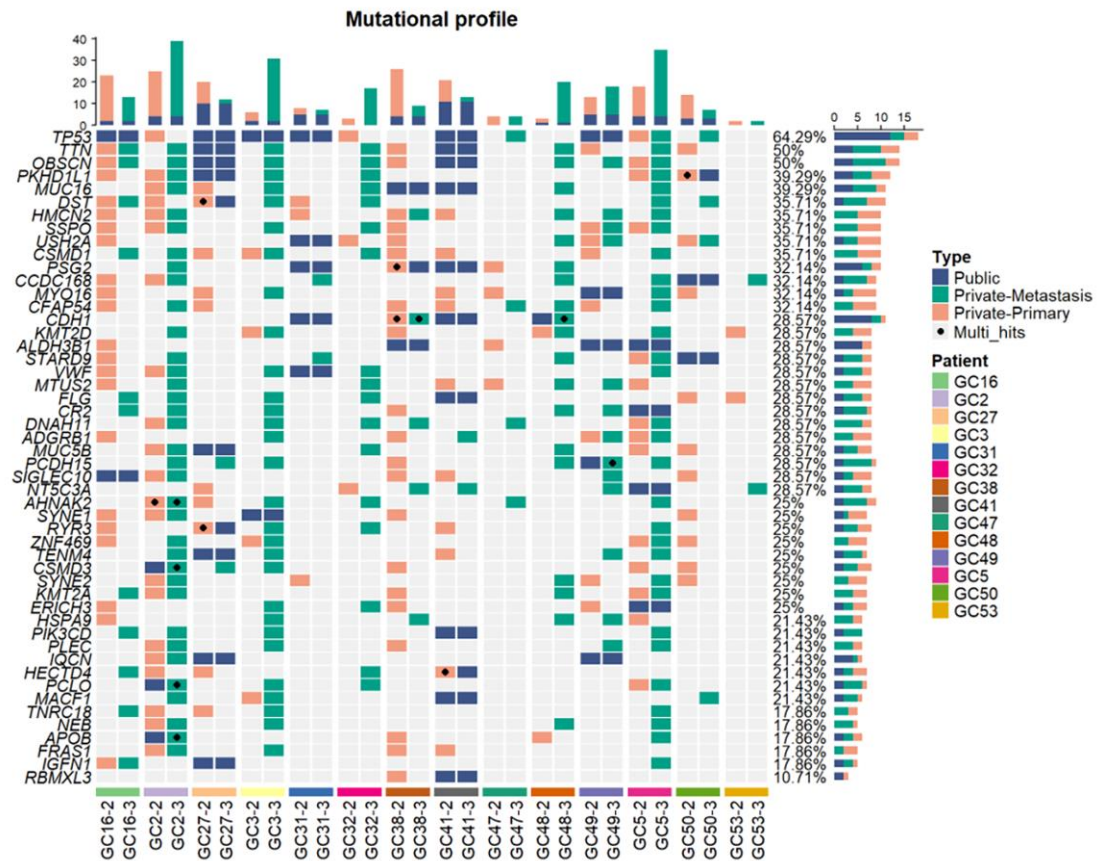 Mutational profile
40
30
20
10
0
0 5 10 15
TP53 64.29%
TTN 50%
OBSCN 50%
PKHD1L1 39.29%
MUC16 39.29%
DST 35.71%
HMCN2 35.71%
SSPO 35.71%
USH2A 35.71%
CSMD1 35.71%
PSG2 32.14%
CCDC168 32.14%
MYO16 32.14%
CFAP54 32.14%
CDH1 28.57%
KMT2D 28.57%
ALDH3B1 28.57%
STARD9 28.57%
VWF 28.57%
MTUS2 28.57%
FLG 28.57%
CR2 28.57%
DNAH11 28.57%
ADGRB1 28.57%
MUC5B 28.57%
PCDH15 28.57%
SIGLEC10 28.57%
NT5C3A 28.57%
AHNAK2 25%
SYNE1 25%
RYR3 25%
ZNF469 25%
TENM4 25%
CSMD3 25%
SYNE2 25%
KMT2A 25%
ERICH3 25%
HSPA9 21.43%
PIK3CD 21.43%
PLEC 21.43%
IQCN 21.43%
HECTD4 21.43%
PCLO 21.43%
MACF1 21.43%
TNRC18 17.86%
NEB 17.86%
APOB 17.86%
FRAS1 17.86%
IGFN1 17.86%
RBMXL3 10.71%
GC16-2
GC16-3
GC2-2
GC2-3
GC27-2
GC27-3
GC3-2
GC3-3
GC31-2
GC31-3
GC32-2
GC32-3
GC38-2
GC38-3
GC41-2
GC41-3
GC47-2
GC47-3
GC48-2
GC48-3
GC49-2
GC49-3
GC5-2
GC5-3
GC50-2
GC50-3
GC53-2
GC53-3
Type
Public
Private-Metastasis
Private-Primary
Multi_hits
Patient
GC16
GC2
GC27
GC3
GC31
GC32
GC38
GC41
GC47
GC48
GC49
GC5
GC50
GC53